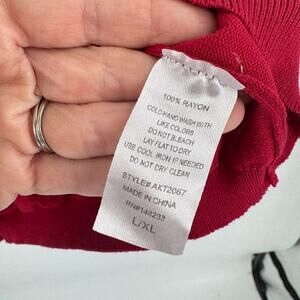 100% RAYON
COLD HAND WASH WITH
LIKE COLORS
DO NOT BLEACH
LAY FLAT TO DRY
USE COOL IRON IF NEEDED
DO NOT DRY CLEAN
STYLE# AKT2067
MADE IN CHINA
RN#148233
L/XL